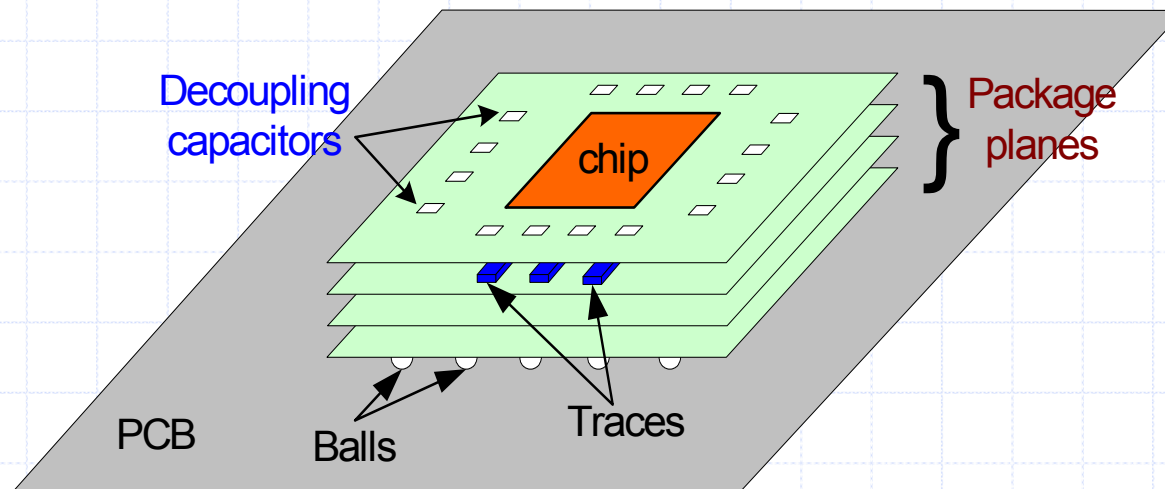 Decoupling
capacitors
chip
Package
planes
PCB
Balls
Traces